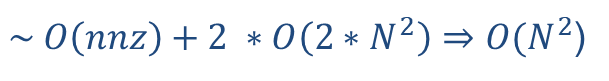 ~ O(nnz) + 2 * O(2 * N²) ⇒ O(N²)